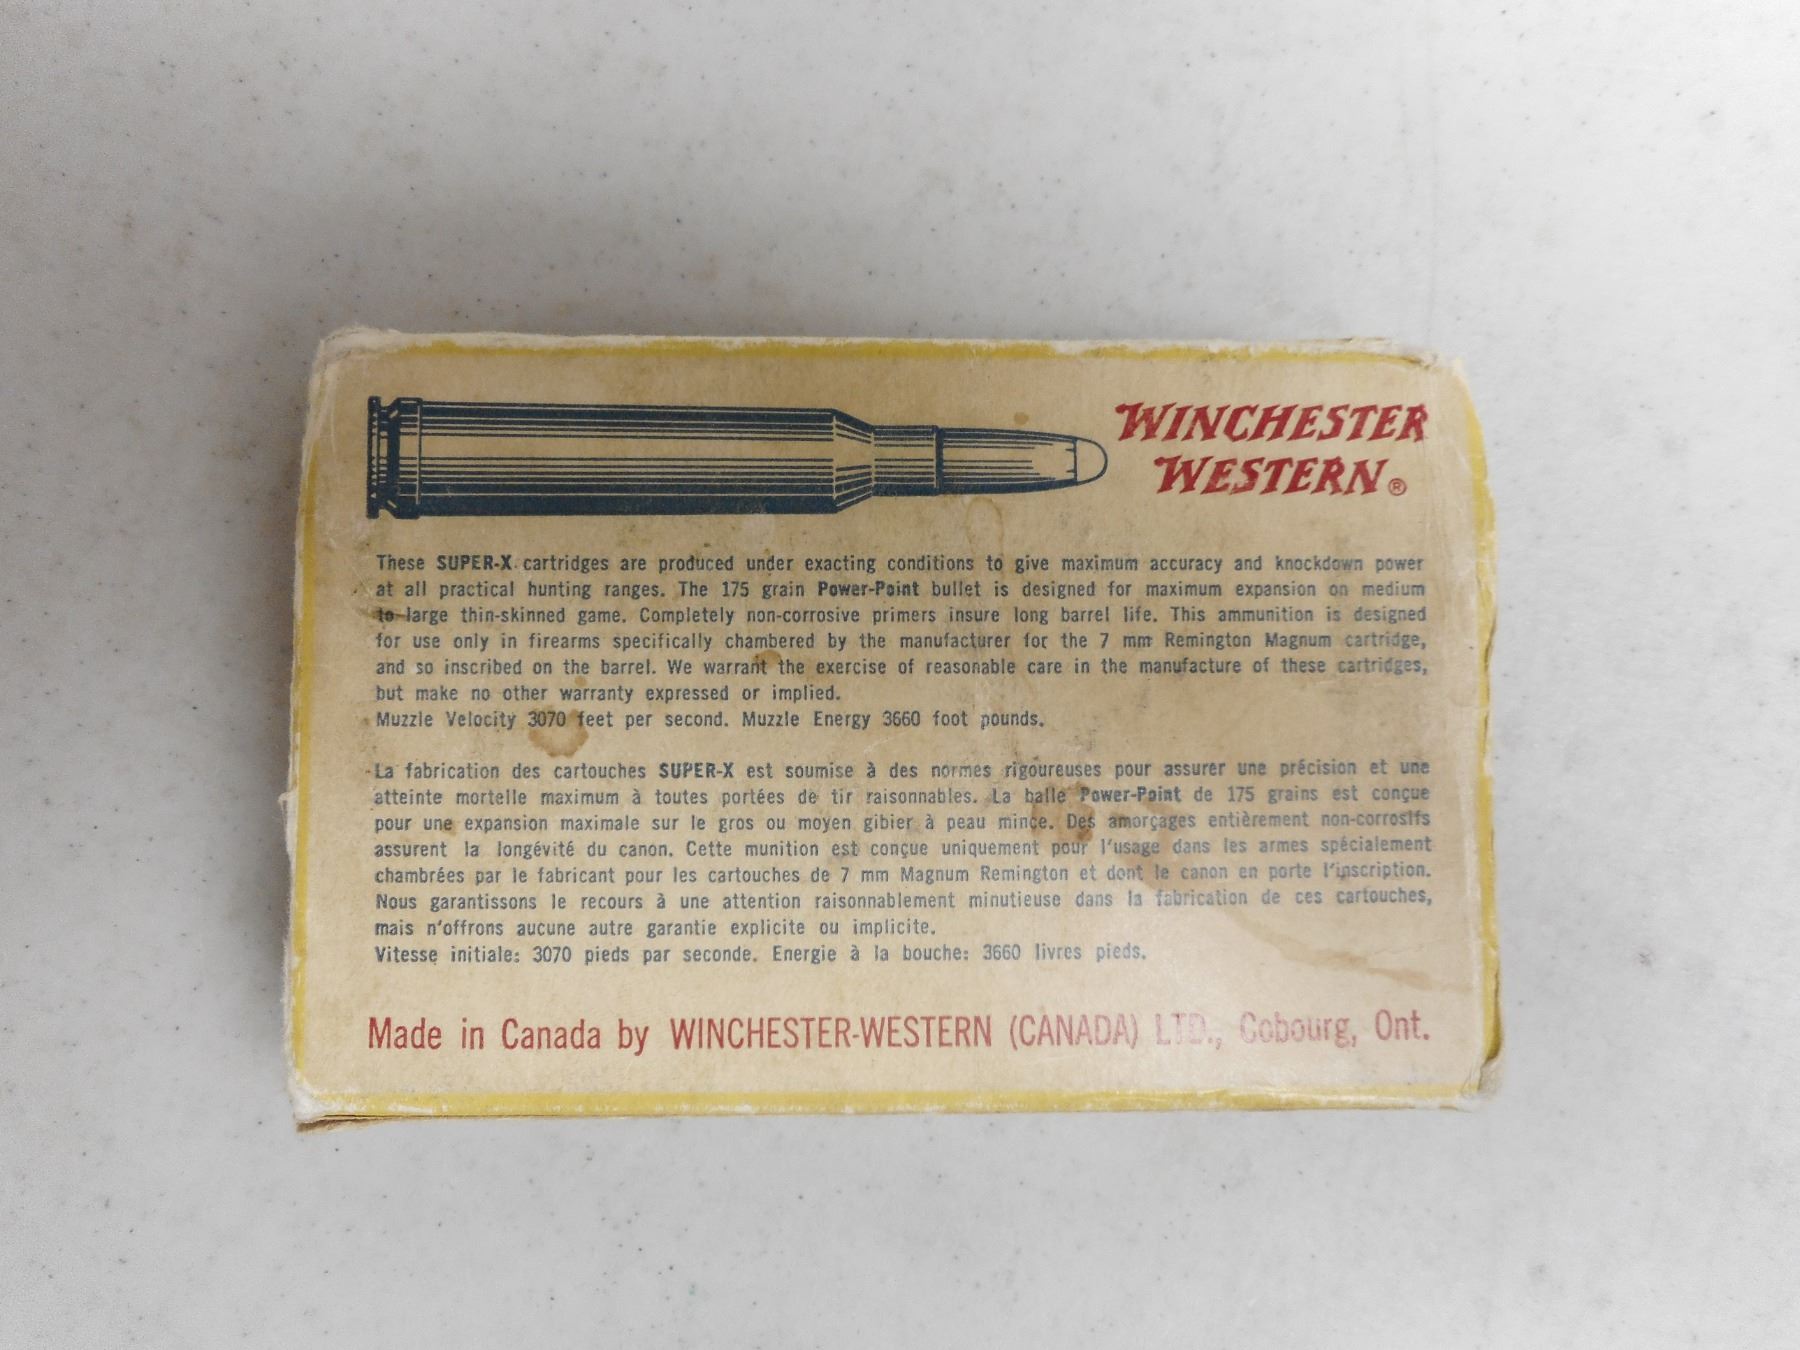 WINCHESTER
WESTERN®
These SUPER-X cartridges are produced under exacting conditions to give maximum accuracy and knockdown power
at all practical hunting ranges. The 175 grain Power-Point bullet is designed for maximum expansion on medium
to large thin-skinned game. Completely non-corrosive primers insure long barrel life. This ammunition is designed
for use only in firearms specifically chambered by the manufacturer for the 7 mm Remington Magnum cartridge,
and so inscribed on the barrel. We warrant the exercise of reasonable care in the manufacture of these cartridges,
but make no other warranty expressed or implied.
Muzzle Velocity 3070 feet per second. Muzzle Energy 3660 foot pounds.
La fabrication des cartouches SUPER-X est soumise à des normes rigoureuses pour assurer une précision et une
atteinte mortelle maximum à toutes portées de tir raisonnables. La balle Power-Point de 175 grains est conçue
pour une expansion maximale sur le gros ou moyen gibier à peau mince. Des amorçages entièrement non-corrosifs
assurent la longévité du canon. Cette munition est conçue uniquement pour l'usage dans les armes spécialement
chambrées par le fabricant pour les cartouches de 7 mm Magnum Remington et dont le canon en porte l'inscription.
Nous garantissons le recours à une attention raisonnablement minutieuse dans la fabrication de ces cartouches,
mais n'offrons aucune autre garantie explicite ou implicite.
Vitesse initiale: 3070 pieds par seconde. Energie à la bouche: 3660 livres pieds.
Made in Canada by WINCHESTER-WESTERN (CANADA) LTD., Cobourg, Ont.